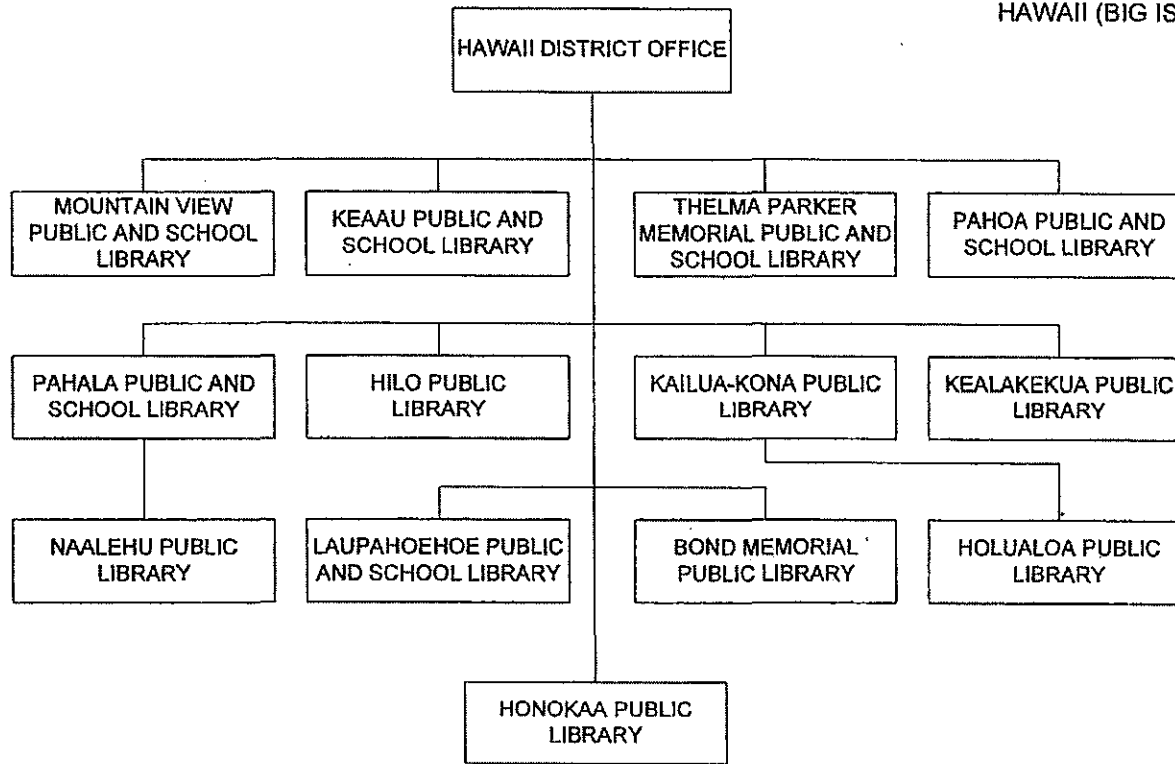 HAWAII (BIG IS
HAWAII DISTRICT OFFICE
MOUNTAIN VIEW
PUBLIC AND SCHOOL
LIBRARY
KEAAU PUBLIC AND
SCHOOL LIBRARY
THELMA PARKER
MEMORIAL PUBLIC AND
SCHOOL LIBRARY
PAHOA PUBLIC AND
SCHOOL LIBRARY
PAHALA PUBLIC AND
SCHOOL LIBRARY
HILO PUBLIC
LIBRARY
KAILUA-KONA PUBLIC
LIBRARY
KEALAKEKUA PUBLIC
LIBRARY
NAALEHU PUBLIC
LIBRARY
LAUPAHOEHOE PUBLIC
AND SCHOOL LIBRARY
BOND MEMORIAL
PUBLIC LIBRARY
HOLUALOA PUBLIC
LIBRARY
HONOKAA PUBLIC
LIBRARY